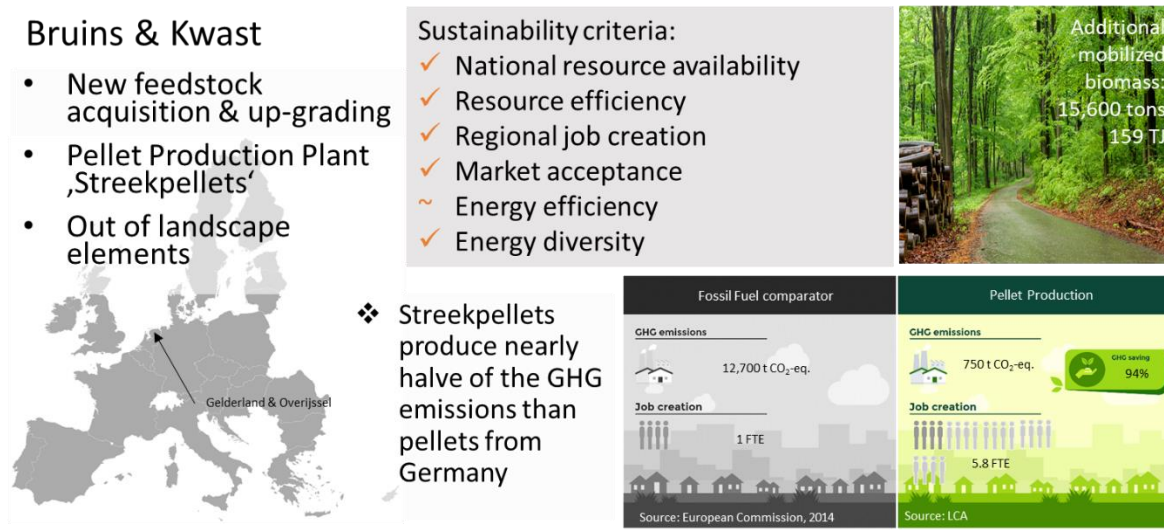 Bruins & Kwast
• New feedstock
acquisition & up-grading
• Pellet Production Plant
‚Streekpellets‘
• Out of landscape
elements
Gelderland & Overijssel
Sustainability criteria:
✓ National resource availability
✓ Resource efficiency
✓ Regional job creation
✓ Market acceptance
~ Energy efficiency
✓ Energy diversity
Additional
mobilized
biomass:
15,600 tons
159 TJ
❖ Streekpellets
produce nearly
halve of the GHG
emissions than
pellets from
Germany
Fossil Fuel comparator
GHG emissions
12,700 t CO₂-eq.
Job creation
1 FTE
Source: European Commission, 2014
Pellet Production
GHG emissions
750 t CO₂-eq.
GHG saving
94%
Job creation
5.8 FTE
Source: LCA